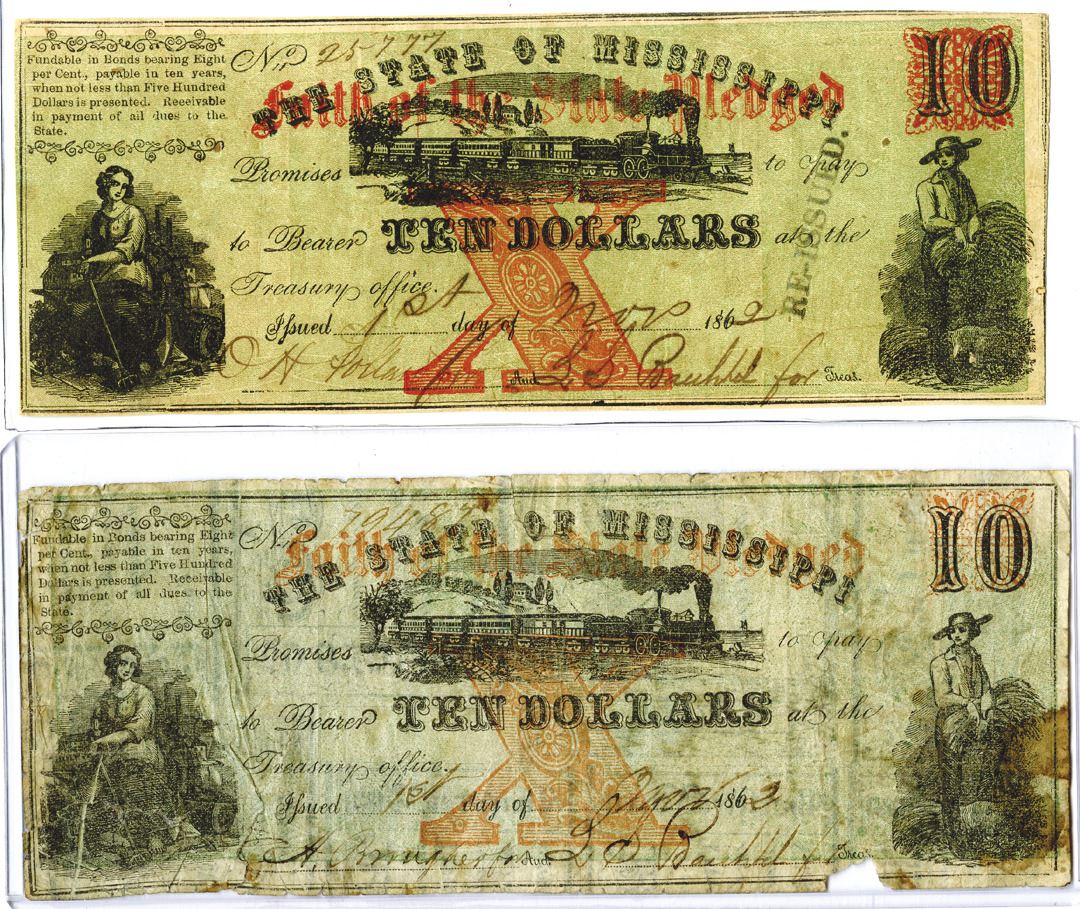 Fundable in Bonds bearing Eight
per Cent., payable in ten years,
when not less than Five Hundred
Dollars is presented. Receivable
in payment of all dues to the
State.
No. 25777
THE STATE OF MISSISSIPPI
Faith of the State Pledged
10
Promises to pay
to Bearer TEN DOLLARS at the
Treasury office.
X
RE-ISSUED.
Issued 1st day of Nov 1862
Aud. for Treas.
Fundable in Bonds bearing Eight
per Cent., payable in ten years,
when not less than Five Hundred
Dollars is presented. Receivable
in payment of all dues to the
State.
No.
THE STATE OF MISSISSIPPI
Faith of the State Pledged
10
Promises to pay
to Bearer TEN DOLLARS at the
Treasury office.
X
Issued 1st day of 1862
for Aud. Treas.